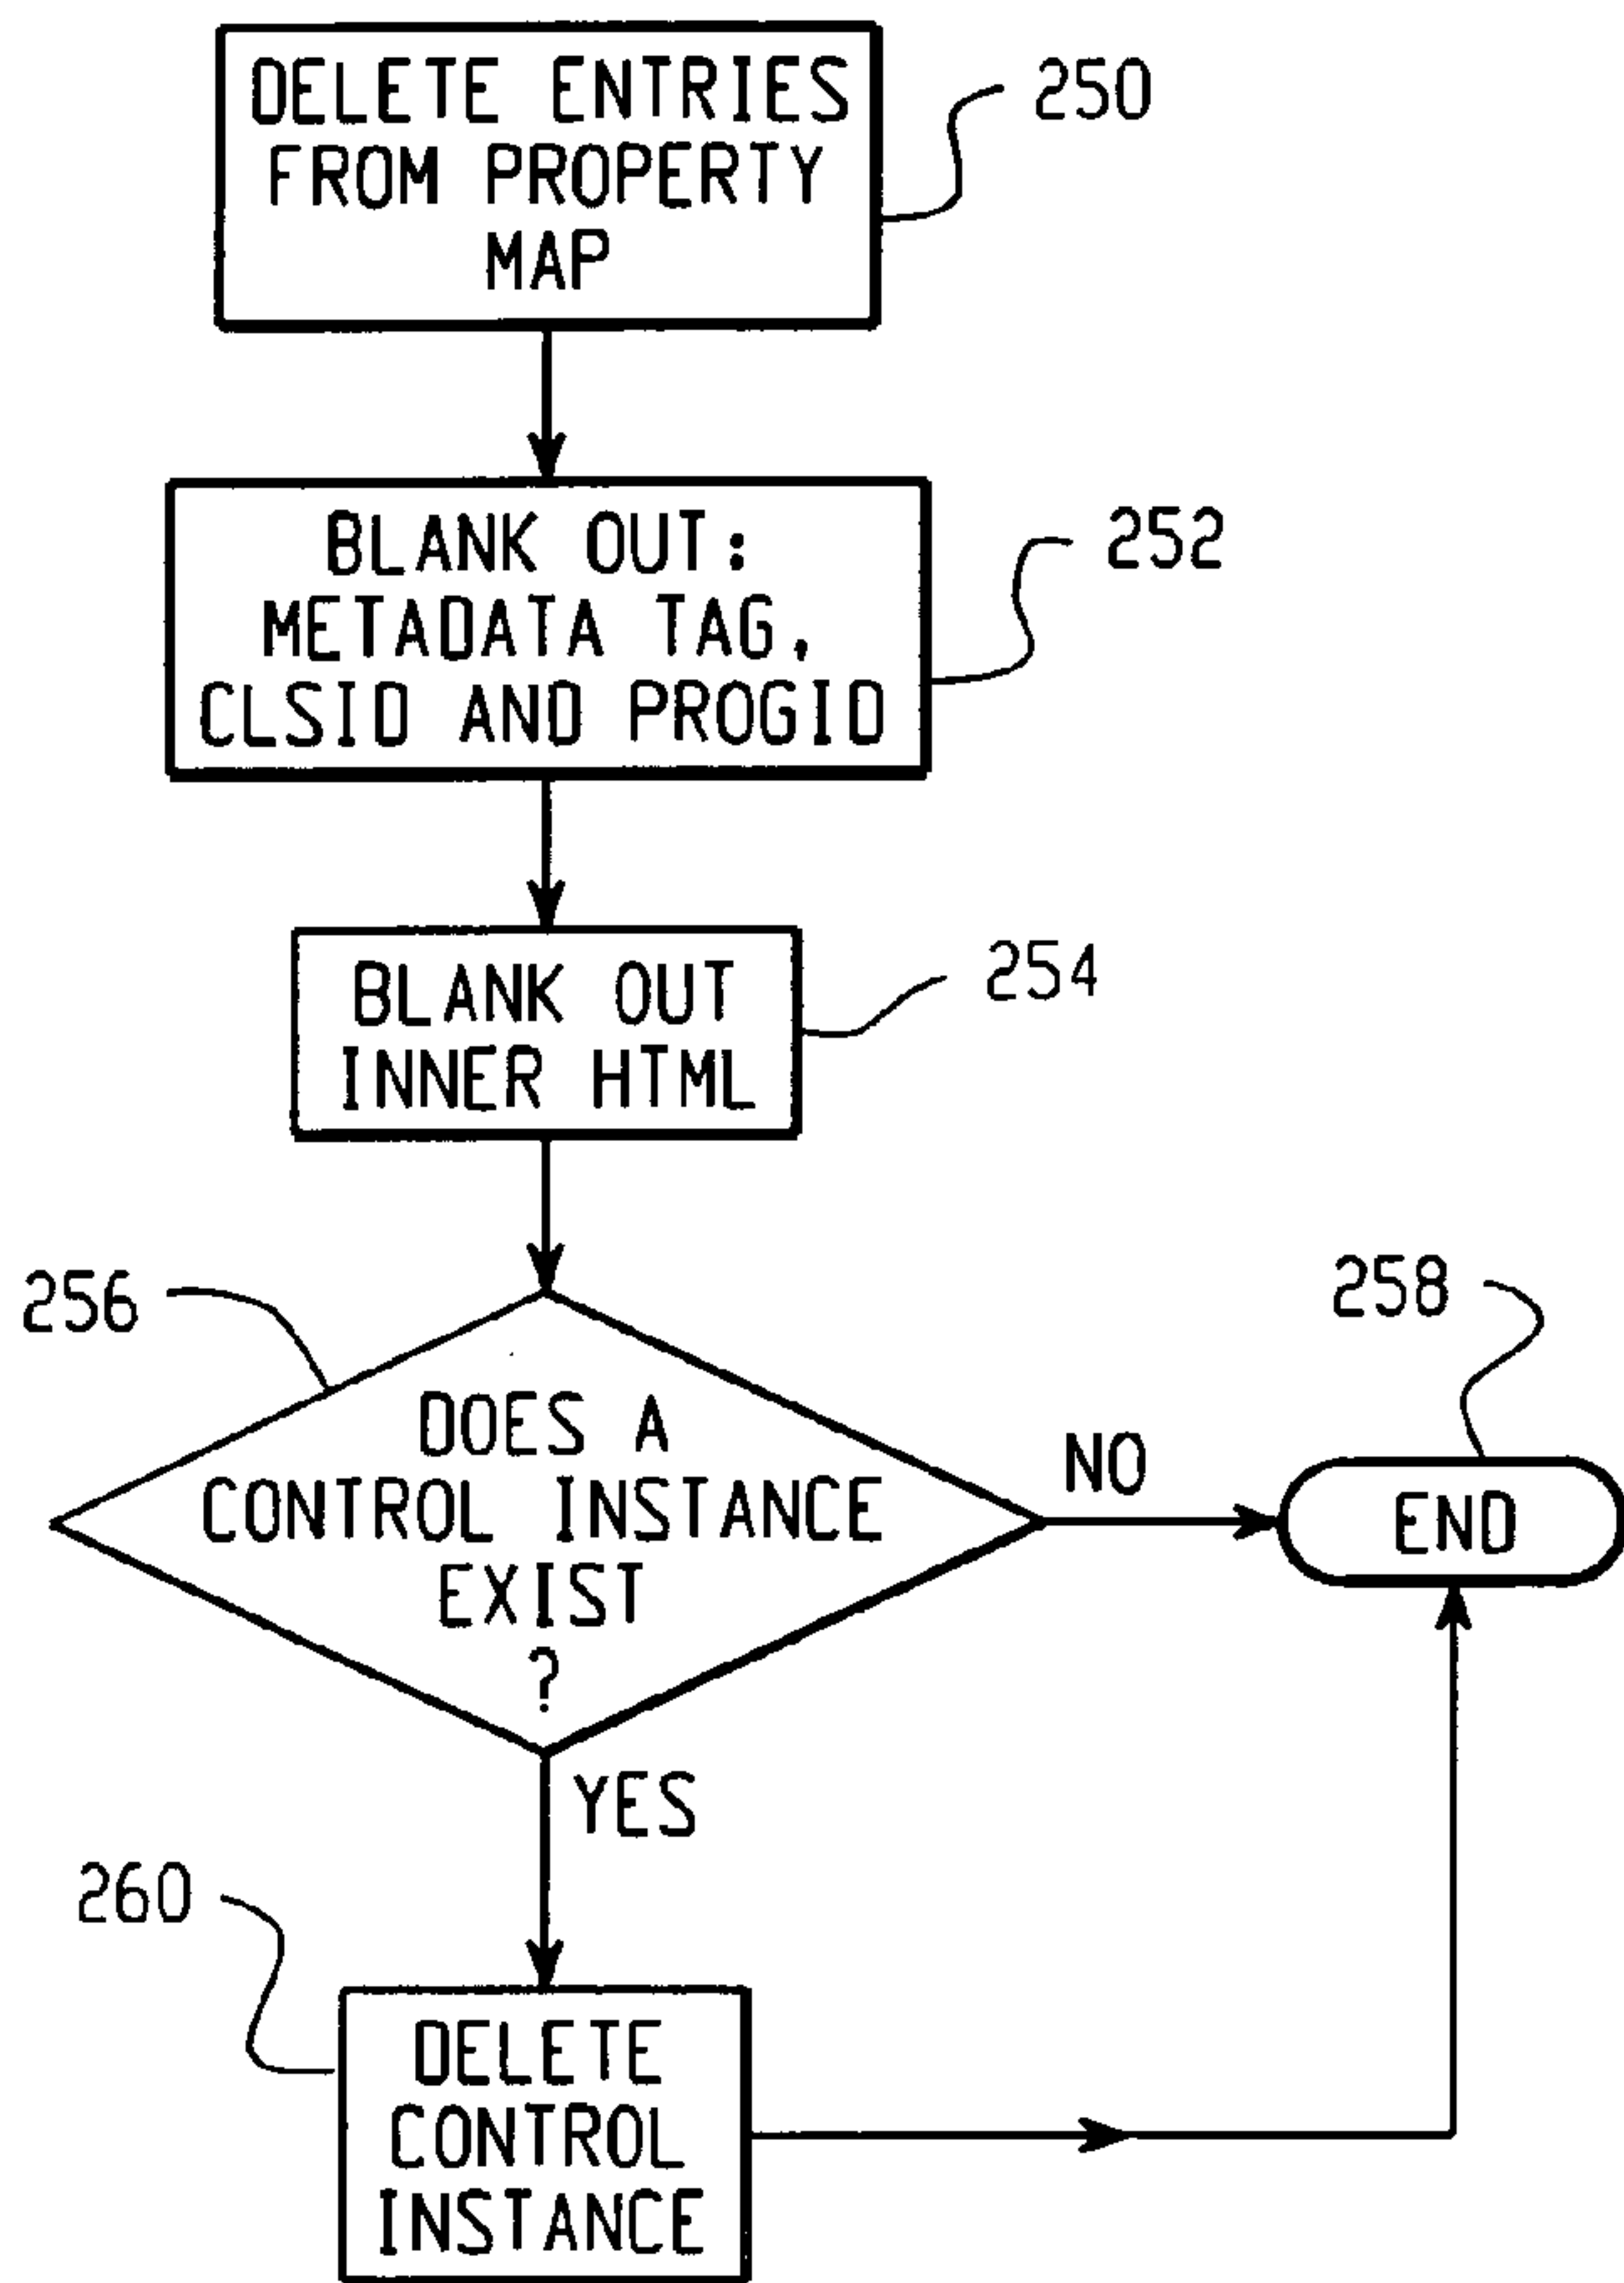 DELETE ENTRIES
FROM PROPERTY
MAP
250
BLANK OUT:
METADATA TAG,
CLSID AND PROGID
252
BLANK OUT
INNER HTML
254
256
DOES A
CONTROL INSTANCE
EXIST
?
NO
258
END
YES
260
DELETE
CONTROL
INSTANCE